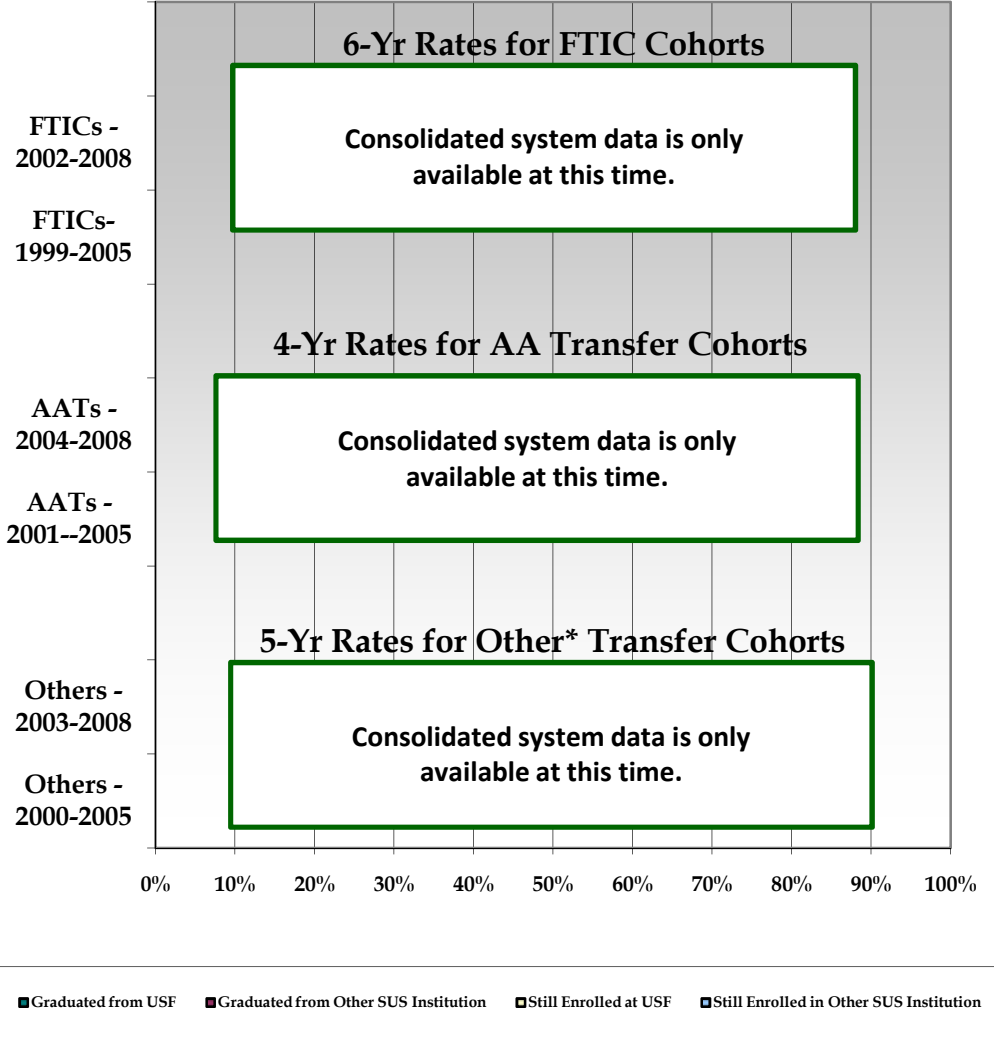 6-Yr Rates for FTIC Cohorts
FTICs -
2002-2008
Consolidated system data is only
available at this time.
FTICs-
1999-2005
4-Yr Rates for AA Transfer Cohorts
AATs -
2004-2008
Consolidated system data is only
available at this time.
AATs -
2001--2005
5-Yr Rates for Other* Transfer Cohorts
Others -
2003-2008
Consolidated system data is only
available at this time.
Others -
2000-2005
0% 10% 20% 30% 40% 50% 60% 70% 80% 90% 100%
Graduated from USF Graduated from Other SUS Institution Still Enrolled at USF Still Enrolled in Other SUS Institution